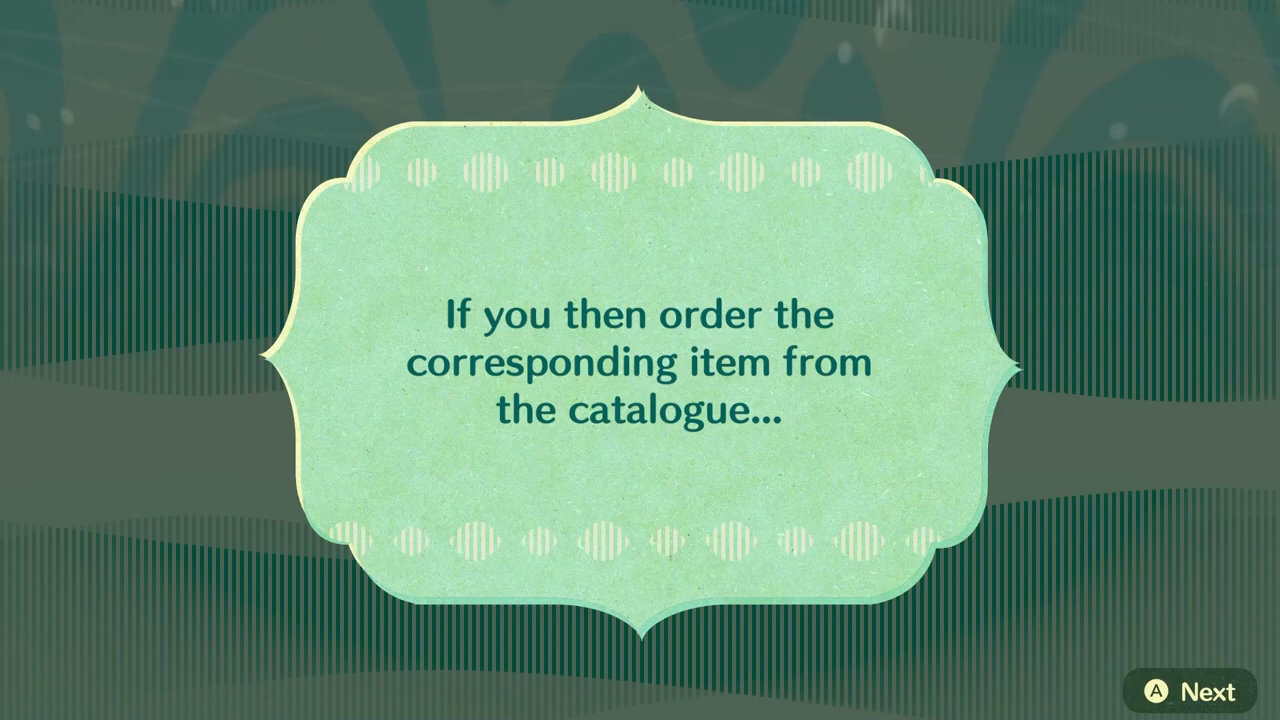 If you then order the
corresponding item from
the catalogue...
A Next